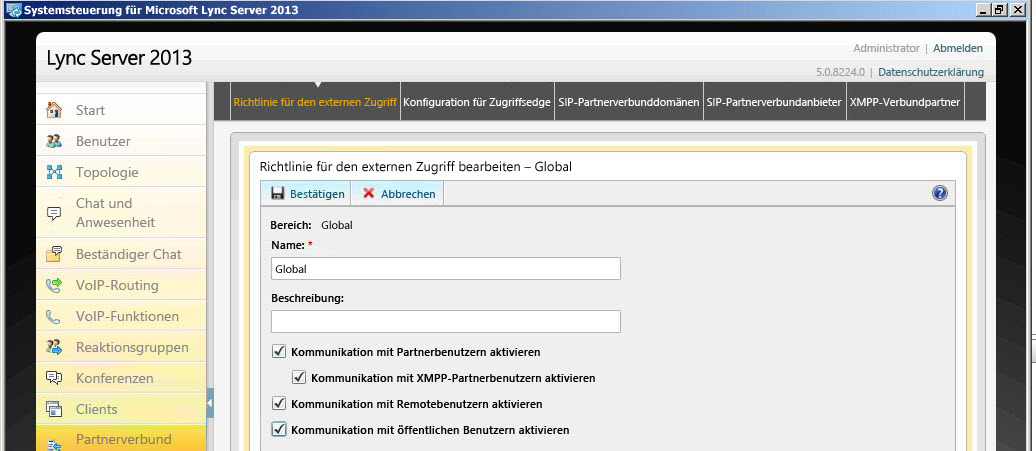 Systemsteuerung für Microsoft Lync Server 2013
Lync Server 2013
Administrator | Abmelden
5.0.8224.0 | Datenschutzerklärung
Start
Benutzer
Topologie
Chat und
Anwesenheit
Beständiger Chat
VoIP-Routing
VoIP-Funktionen
Reaktionsgruppen
Konferenzen
Clients
Partnerverbund
Richtlinie für den externen Zugriff
Konfiguration für Zugriffsedge
SIP-Partnerverbunddomänen
SIP-Partnerverbundanbieter
XMPP-Verbundpartner
Richtlinie für den externen Zugriff bearbeiten – Global
Bestätigen
Abbrechen
?
Bereich: Global
Name: *
Global
Beschreibung:
Kommunikation mit Partnerbenutzern aktivieren
Kommunikation mit XMPP-Partnerbenutzern aktivieren
Kommunikation mit Remotebenutzern aktivieren
Kommunikation mit öffentlichen Benutzern aktivieren